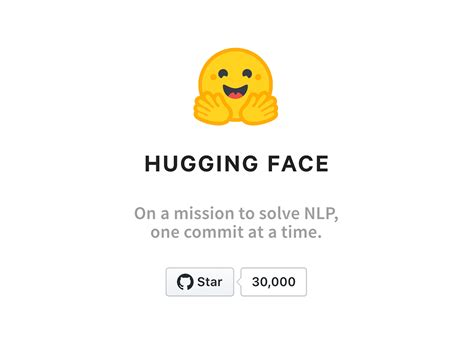 HUGGING FACE
On a mission to solve NLP,
one commit at a time.
Star 30,000